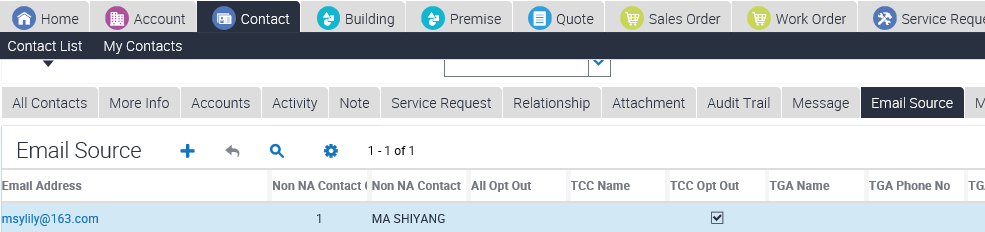 Home Account Contact Building Premise Quote Sales Order Work Order Service Reque
Contact List My Contacts
All Contacts More Info Accounts Activity Note Service Request Relationship Attachment Audit Trail Message Email Source M
Email Source 1 - 1 of 1
Email Address Non NA Contact Non NA Contact All Opt Out TCC Name TCC Opt Out TGA Name TGA Phone No TGA
msylily@163.com 1 MA SHIYANG